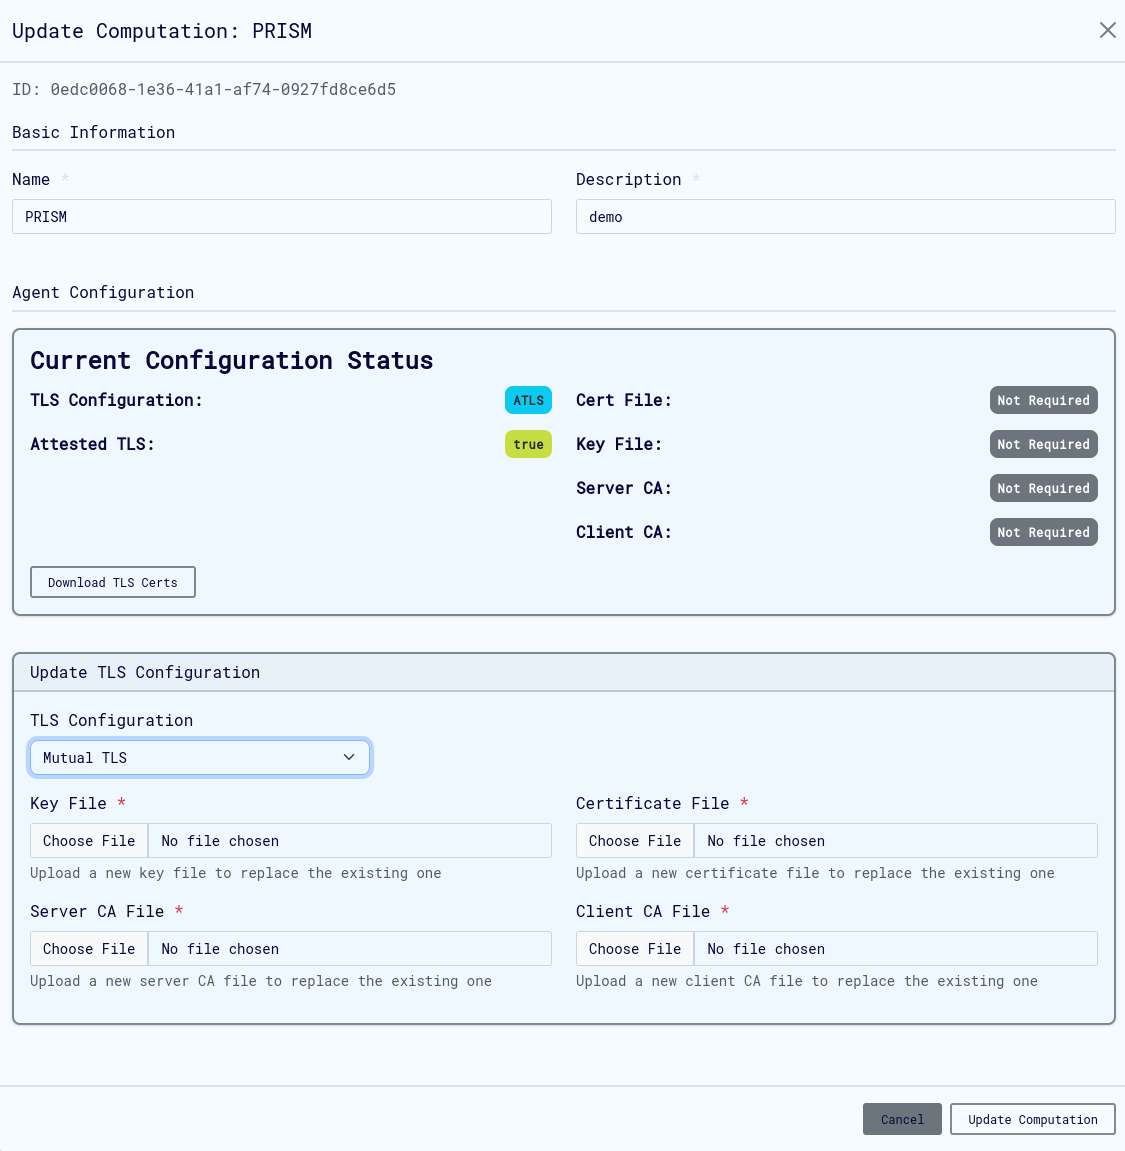 Update Computation: PRISM
ID: 0edc0068-1e36-41a1-af74-0927fd8ce6d5
Basic Information
Name *
Description *
PRISM
demo
Agent Configuration
Current Configuration Status
TLS Configuration: ATLS
Cert File: Not Required
Attested TLS: true
Key File: Not Required
Server CA: Not Required
Client CA: Not Required
Download TLS Certs
Update TLS Configuration
TLS Configuration
Mutual TLS
Key File *
Certificate File *
Choose File No file chosen
Choose File No file chosen
Upload a new key file to replace the existing one
Upload a new certificate file to replace the existing one
Server CA File *
Client CA File *
Choose File No file chosen
Choose File No file chosen
Upload a new server CA file to replace the existing one
Upload a new client CA file to replace the existing one
Cancel
Update Computation